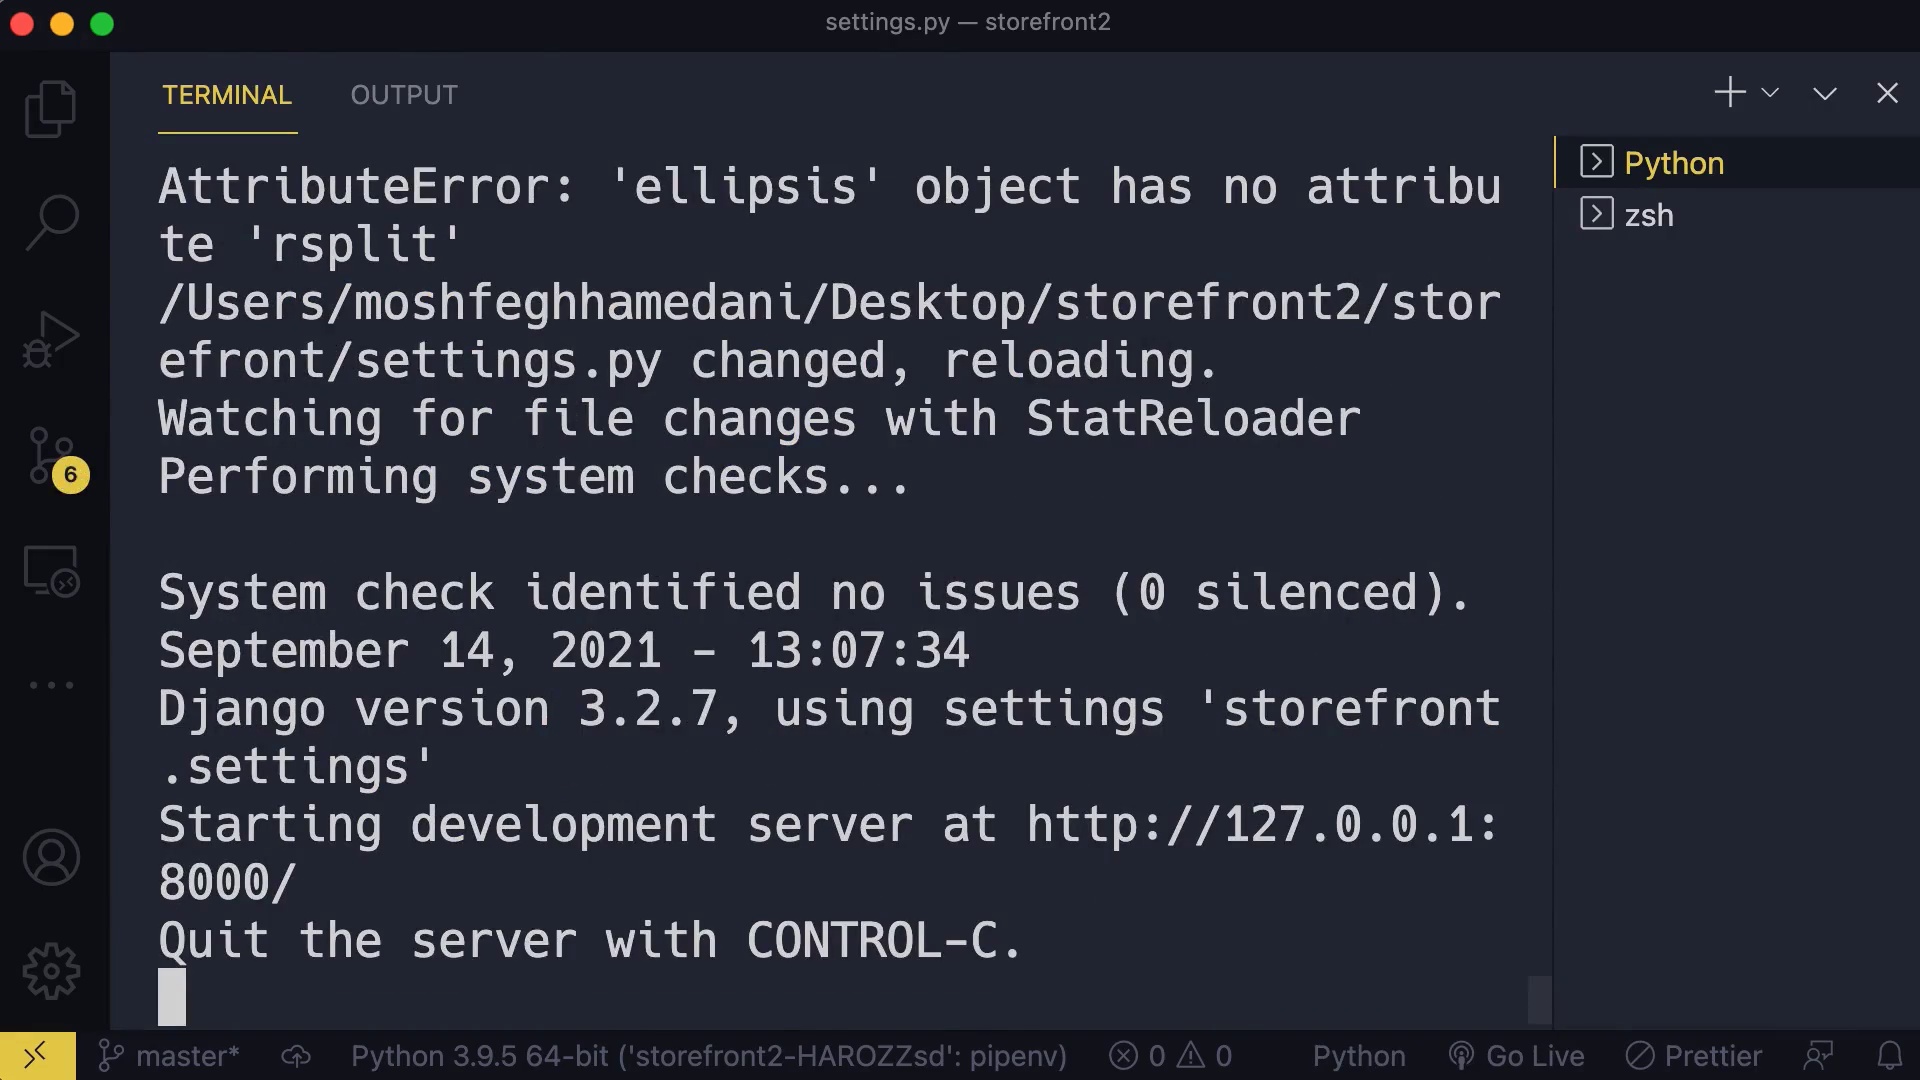 settings.py — storefront2
TERMINAL OUTPUT
Python
zsh
AttributeError: 'ellipsis' object has no attribu
te 'rsplit'
/Users/moshfeghhamedani/Desktop/storefront2/stor
efront/settings.py changed, reloading.
Watching for file changes with StatReloader
Performing system checks...
System check identified no issues (0 silenced).
September 14, 2021 - 13:07:34
Django version 3.2.7, using settings 'storefront
.settings'
Starting development server at http://127.0.0.1:
8000/
Quit the server with CONTROL-C.
6
master* Python 3.9.5 64-bit ('storefront2-HAROZZsd': pipenv) 0 0 Python Go Live Prettier